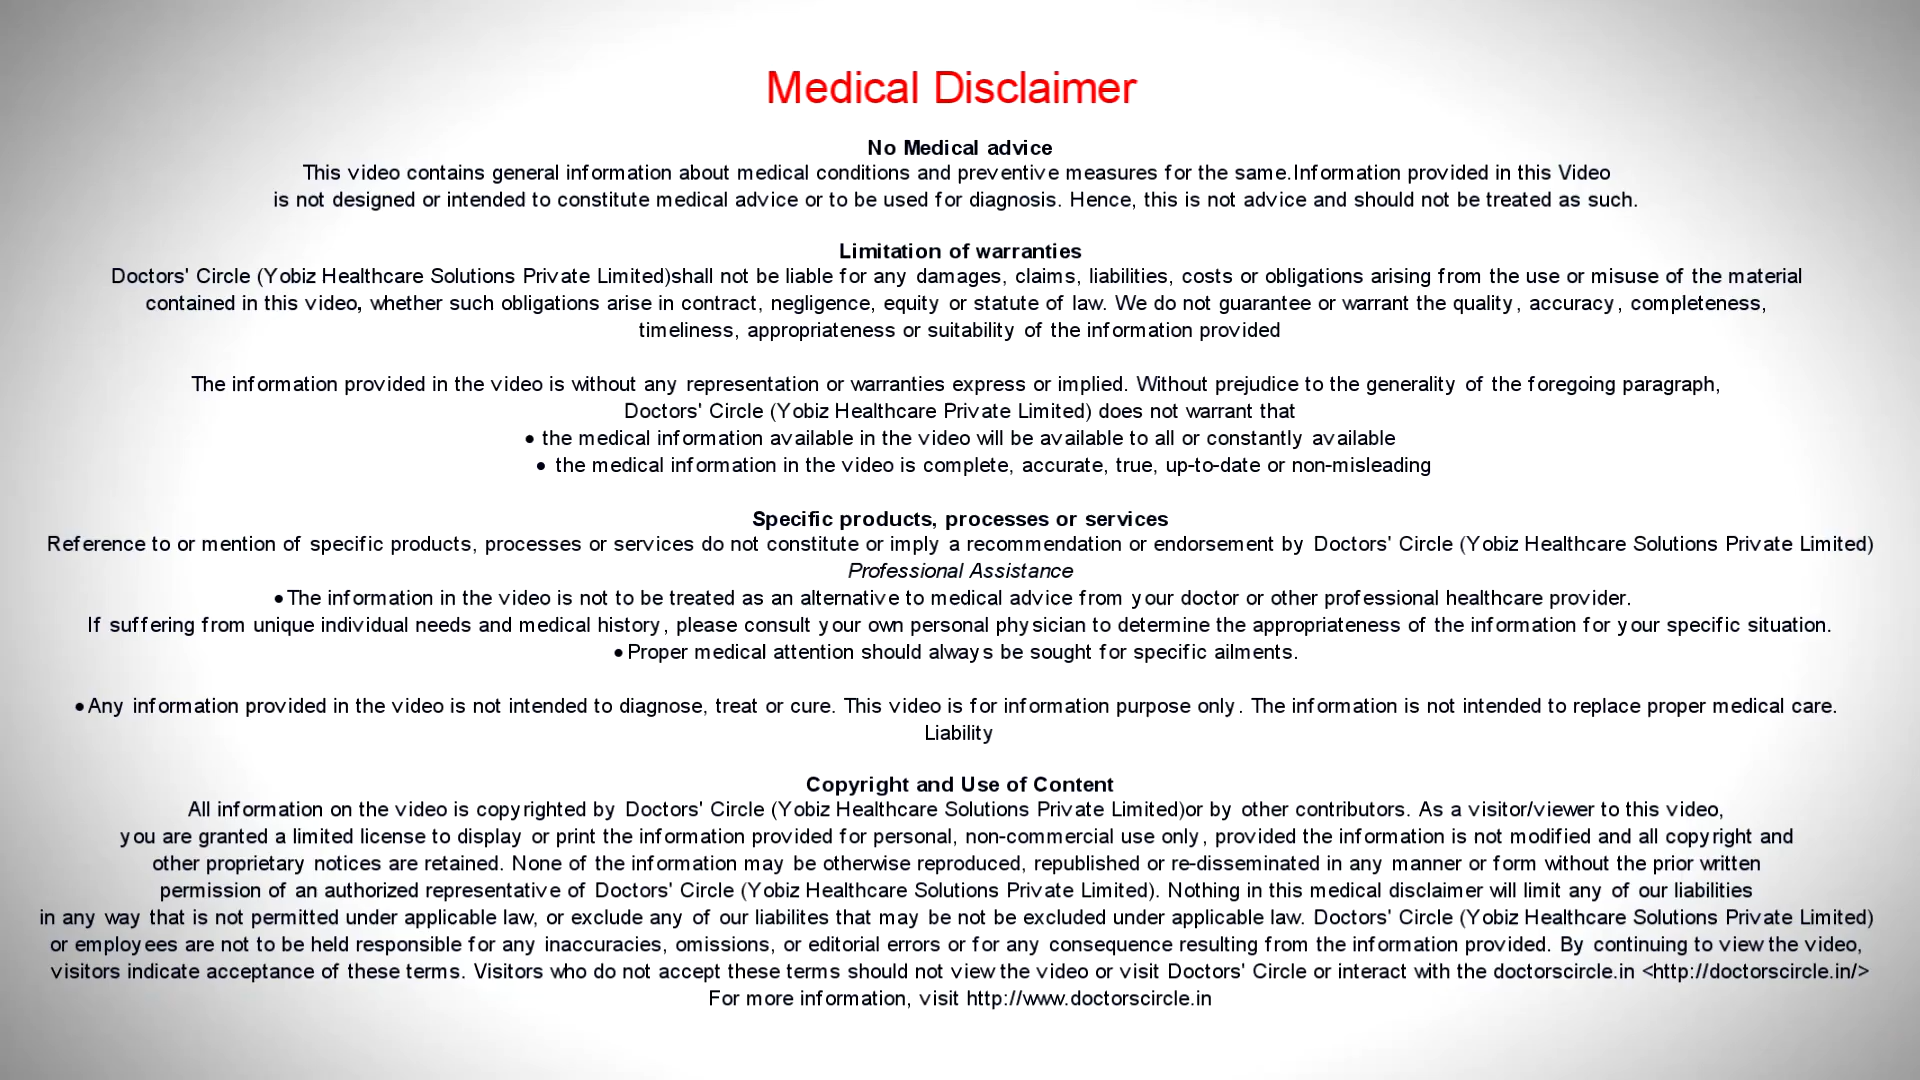 Medical Disclaimer
No Medical advice
This video contains general information about medical conditions and preventive measures for the same.Information provided in this Video
is not designed or intended to constitute medical advice or to be used for diagnosis. Hence, this is not advice and should not be treated as such.
Limitation of warranties
Doctors' Circle (Yobiz Healthcare Solutions Private Limited)shall not be liable for any damages, claims, liabilities, costs or obligations arising from the use or misuse of the material
contained in this video, whether such obligations arise in contract, negligence, equity or statute of law. We do not guarantee or warrant the quality, accuracy, completeness,
timeliness, appropriateness or suitability of the information provided
The information provided in the video is without any representation or warranties express or implied. Without prejudice to the generality of the foregoing paragraph,
Doctors' Circle (Yobiz Healthcare Private Limited) does not warrant that
• the medical information available in the video will be available to all or constantly available
• the medical information in the video is complete, accurate, true, up-to-date or non-misleading
Specific products, processes or services
Reference to or mention of specific products, processes or services do not constitute or imply a recommendation or endorsement by Doctors' Circle (Yobiz Healthcare Solutions Private Limited)
Professional Assistance
•The information in the video is not to be treated as an alternative to medical advice from your doctor or other professional healthcare provider.
If suffering from unique individual needs and medical history, please consult your own personal physician to determine the appropriateness of the information for your specific situation.
•Proper medical attention should always be sought for specific ailments.
•Any information provided in the video is not intended to diagnose, treat or cure. This video is for information purpose only. The information is not intended to replace proper medical care.
Liability
Copyright and Use of Content
All information on the video is copyrighted by Doctors' Circle (Yobiz Healthcare Solutions Private Limited)or by other contributors. As a visitor/viewer to this video,
you are granted a limited license to display or print the information provided for personal, non-commercial use only, provided the information is not modified and all copyright and
other proprietary notices are retained. None of the information may be otherwise reproduced, republished or re-disseminated in any manner or form without the prior written
permission of an authorized representative of Doctors' Circle (Yobiz Healthcare Solutions Private Limited). Nothing in this medical disclaimer will limit any of our liabilities
in any way that is not permitted under applicable law, or exclude any of our liabilites that may be not be excluded under applicable law. Doctors' Circle (Yobiz Healthcare Solutions Private Limited)
or employees are not to be held responsible for any inaccuracies, omissions, or editorial errors or for any consequence resulting from the information provided. By continuing to view the video,
visitors indicate acceptance of these terms. Visitors who do not accept these terms should not view the video or visit Doctors' Circle or interact with the doctorscircle.in <http://doctorscircle.in/>
For more information, visit http://www.doctorscircle.in